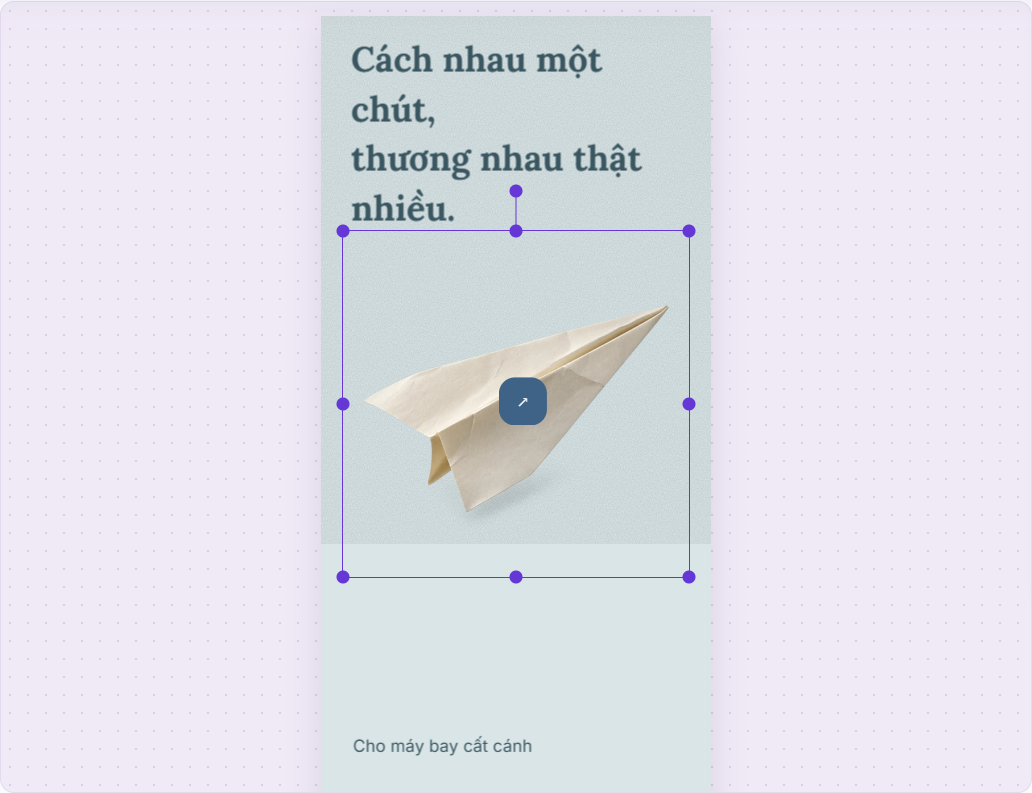 Cách nhau một
chút,
thương nhau thật
nhiều.
↗
Cho máy bay cất cánh